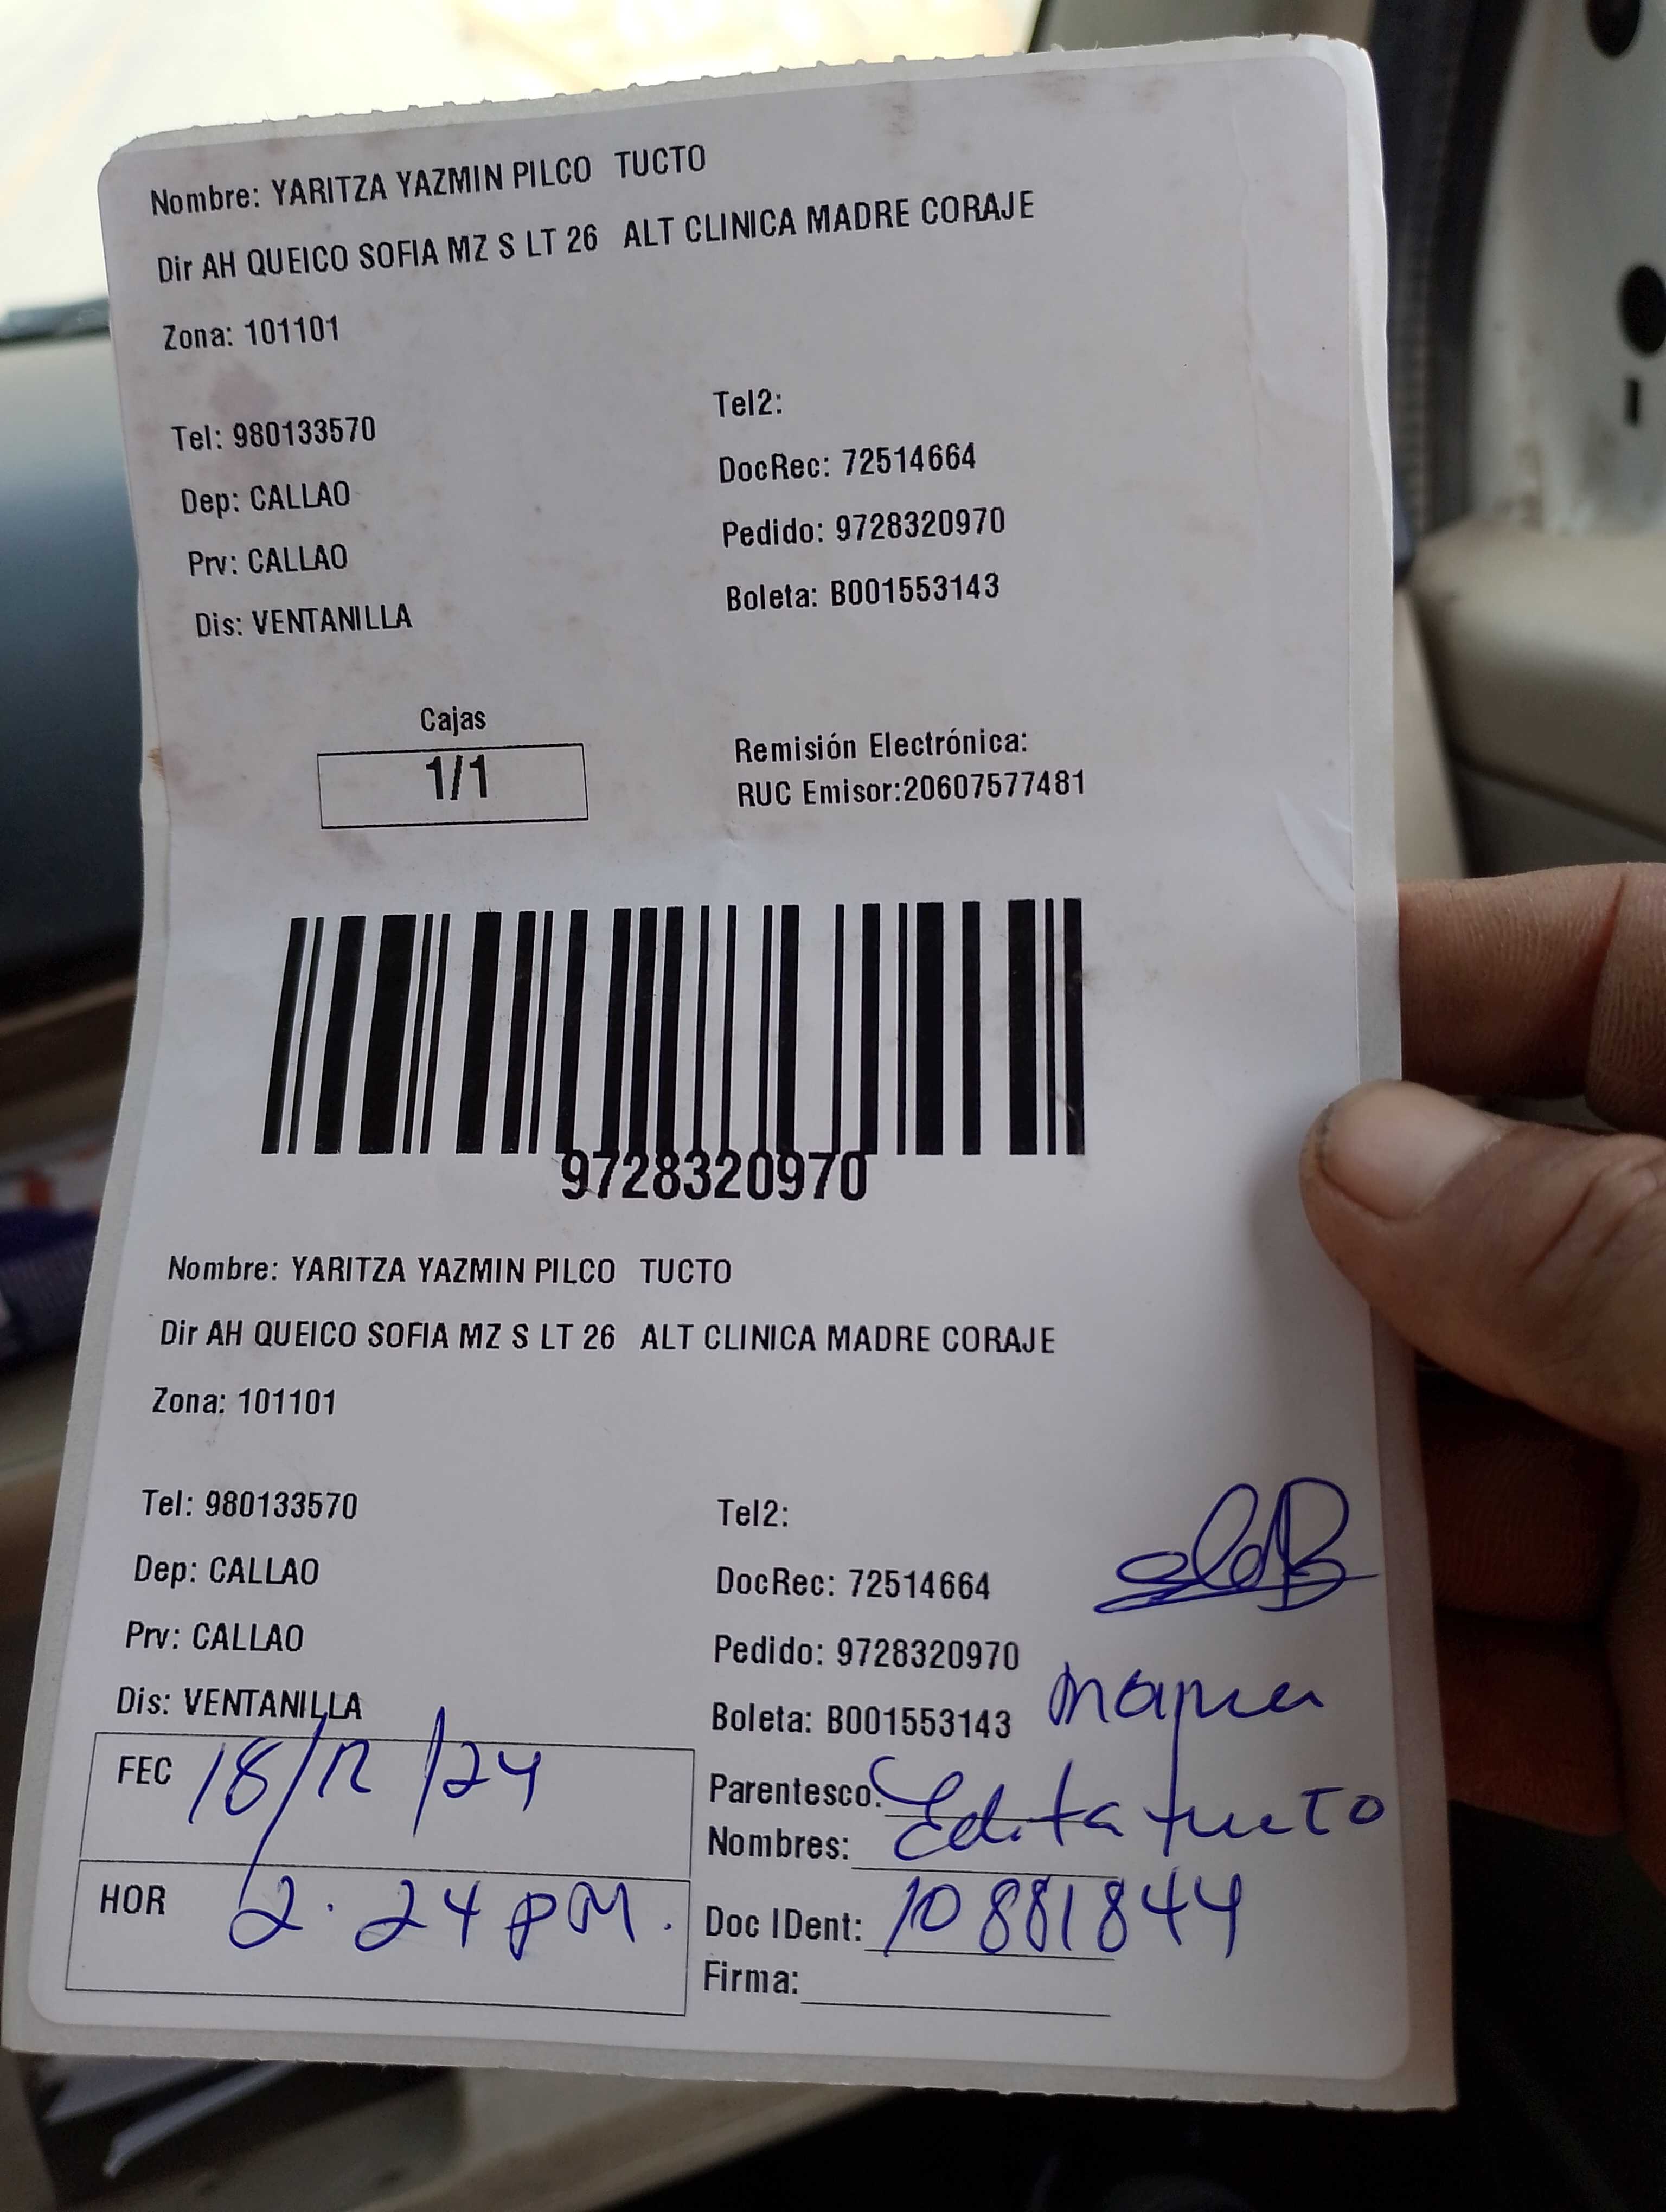 Nombre: YARITZA YAZMIN PILCO TUCTO
Dir AH QUEICO SOFIA MZ S LT 26 ALT CLINICA MADRE CORAJE
Zona: 101101
Tel: 980133570
Tel2:
Dep: CALLAO
DocRec: 72514664
Prv: CALLAO
Pedido: 9728320970
Dis: VENTANILLA
Boleta: B001553143
Cajas
1/1
Remisión Electrónica:
RUC Emisor:20607577481
9728320970
Nombre: YARITZA YAZMIN PILCO TUCTO
Dir AH QUEICO SOFIA MZ S LT 26 ALT CLINICA MADRE CORAJE
Zona: 101101
Tel: 980133570
Tel2:
Dep: CALLAO
DocRec: 72514664
Prv: CALLAO
Pedido: 9728320970
Dis: VENTANILLA
Boleta: B001553143
FEC 18/12/24
HOR 2.24 PM.
Parentesco:
Nombres: Edita tucto
Doc IDent: 10881844
Firma: